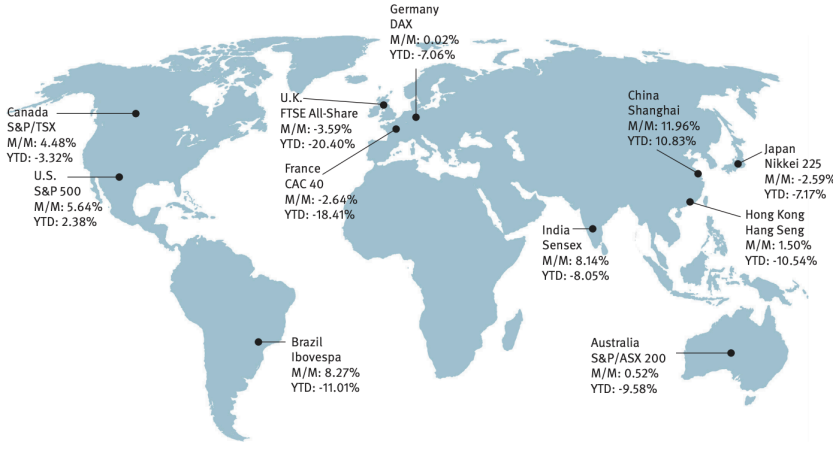 Germany
DAX
M/M: 0.02%
YTD: -7.06%
Canada
S&P/TSX
M/M: 4.48%
YTD: -3.32%
U.S.
S&P 500
M/M: 5.64%
YTD: 2.38%
U.K.
FTSE All-Share
M/M: -3.59%
YTD: -20.40%
France
CAC 40
M/M: -2.64%
YTD: -18.41%
China
Shanghai
M/M: 11.96%
YTD: 10.83%
Japan
Nikkei 225
M/M: -2.59%
YTD: -7.17%
Hong Kong
Hang Seng
M/M: 1.50%
YTD: -10.54%
India
Sensex
M/M: 8.14%
YTD: -8.05%
Brazil
Ibovespa
M/M: 8.27%
YTD: -11.01%
Australia
S&P/ASX 200
M/M: 0.52%
YTD: -9.58%